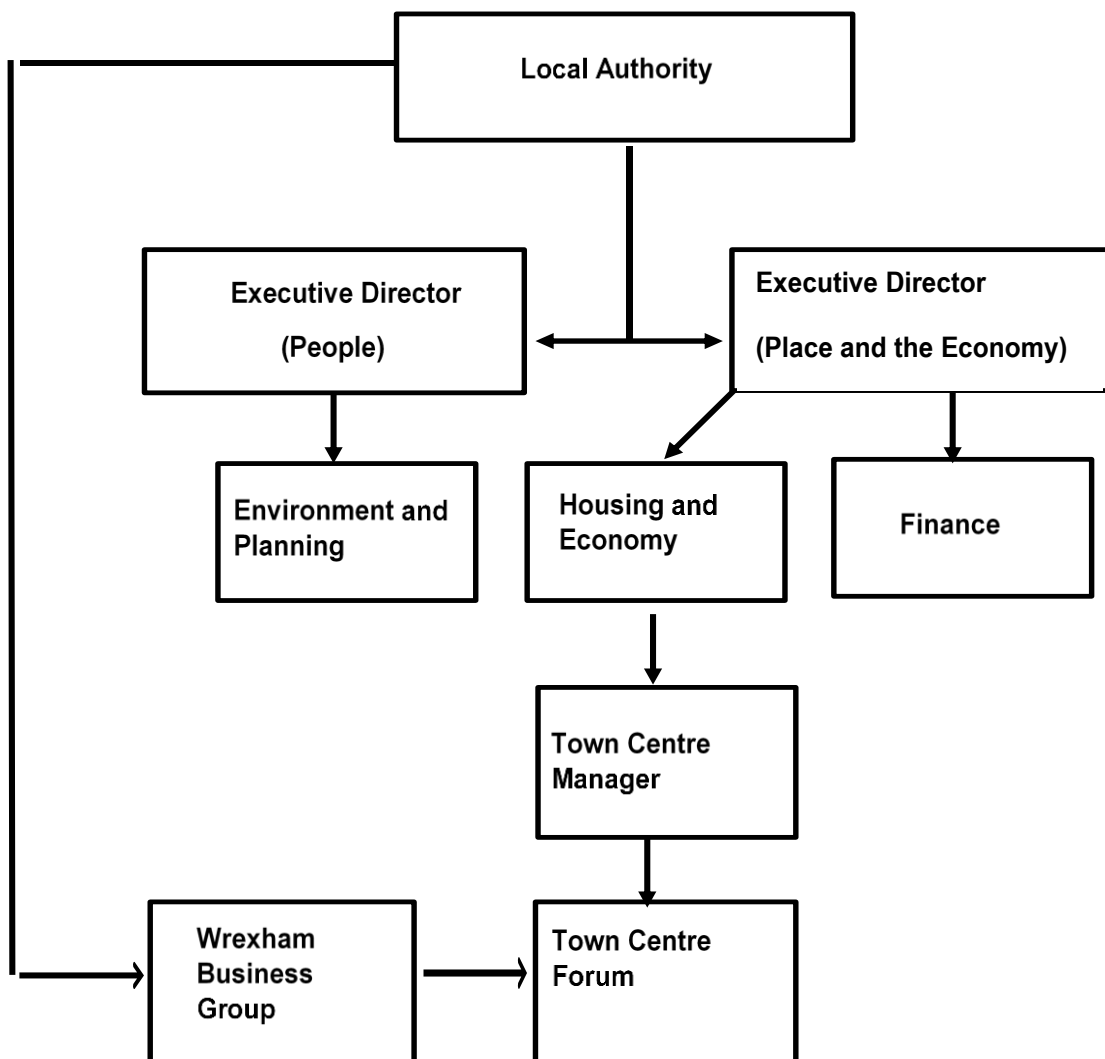 Local Authority
Executive Director
(People)
Executive Director
(Place and the Economy)
Environment and
Planning
Housing and
Economy
Finance
Town Centre
Manager
Wrexham
Business
Group
Town Centre
Forum